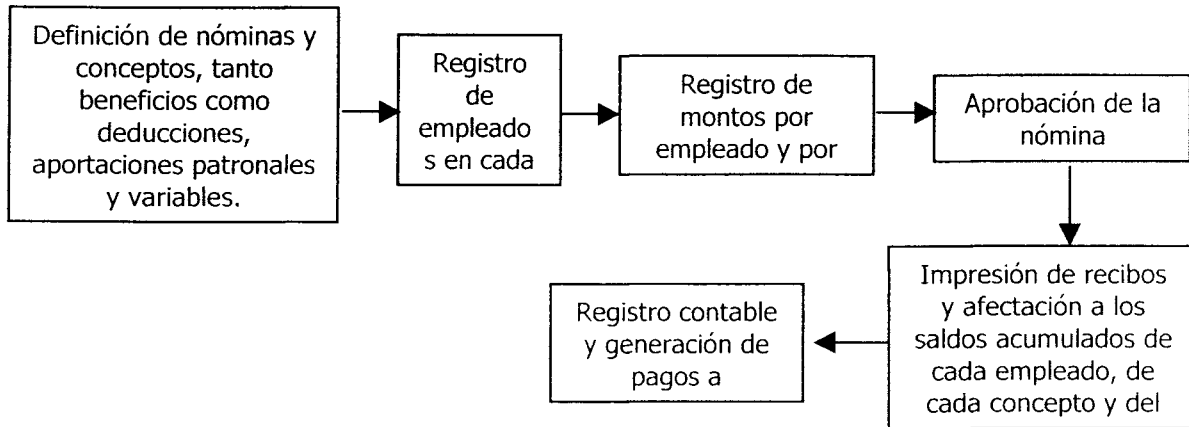 Definición de nóminas y
conceptos, tanto
beneficios como
deducciones,
aportaciones patronales
y variables.
Registro
de
empleado
s en cada
Registro de
montos por
empleado y por
Aprobación de la
nómina
Impresión de recibos
y afectación a los
saldos acumulados de
cada empleado, de
cada concepto y del
Registro contable
y generación de
pagos a